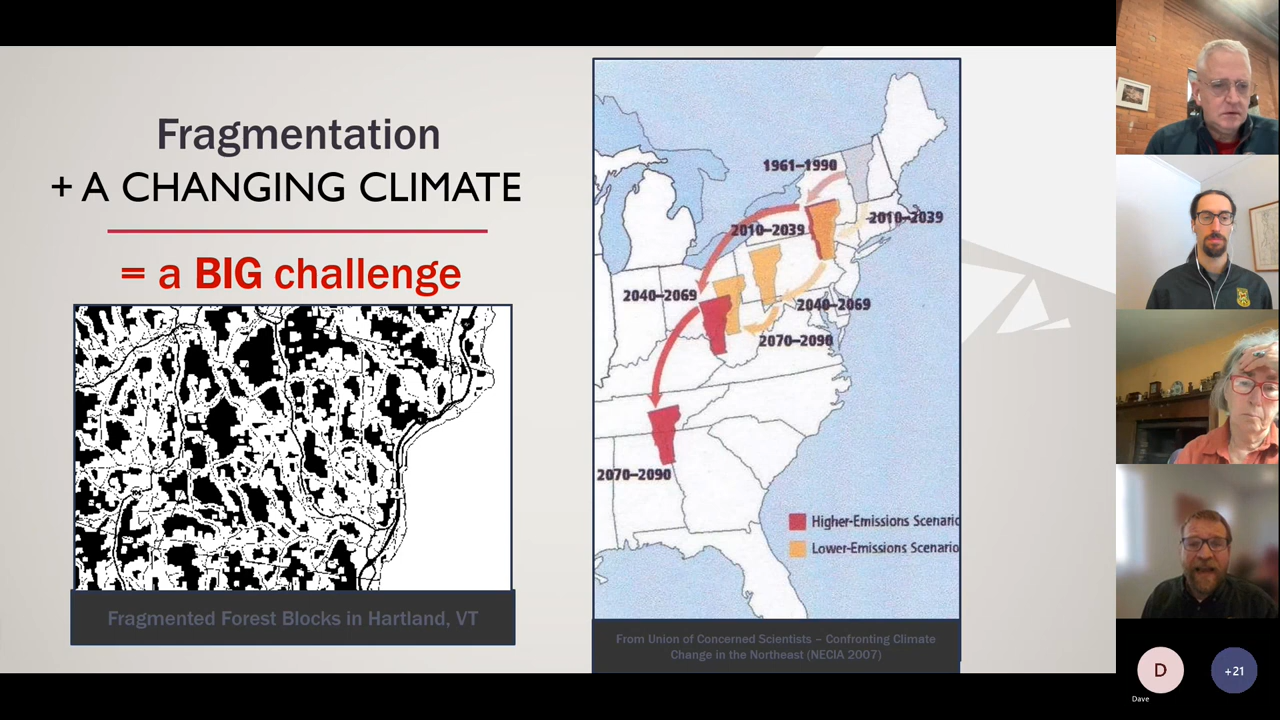 Fragmentation
+ A CHANGING CLIMATE
= a BIG challenge
Fragmented Forest Blocks in Hartland, VT
1961–1990
2010–2039
2010–2039
2040–2069
2040–2069
2070–2090
2070–2090
Higher-Emissions Scenario
Lower-Emissions Scenario
From Union of Concerned Scientists – Confronting Climate
Change in the Northeast (NECIA 2007)
D
Dave
+21